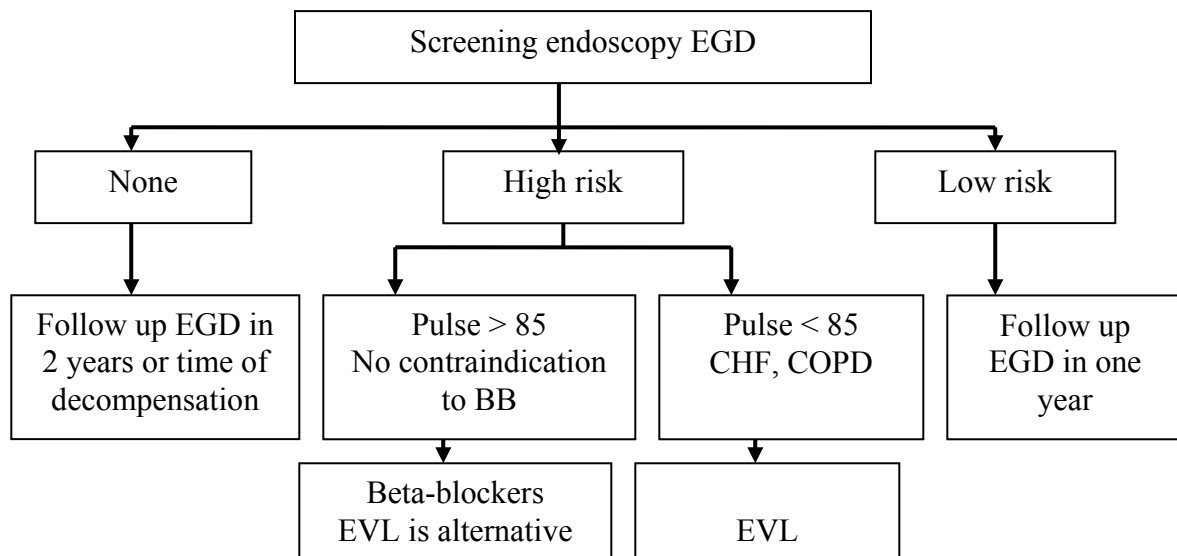 Screening endoscopy EGD
None
High risk
Low risk
Follow up EGD in
2 years or time of
decompensation
Pulse > 85
No contraindication
to BB
Pulse < 85
CHF, COPD
Follow up
EGD in one
year
Beta-blockers
EVL is alternative
EVL